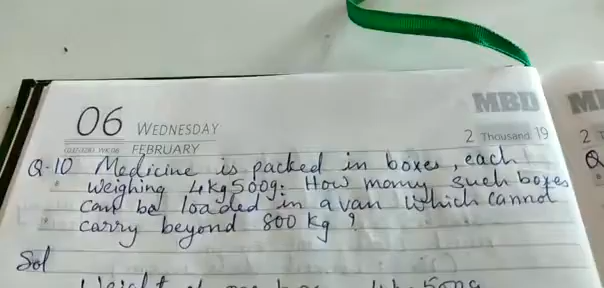 MBD
06 WEDNESDAY
FEBRUARY
2 Thousand 19
Q.10 Medicine is packed in boxes, each
weighing 4kg500g. How many such boxes
can be loaded in a van which cannot
carry beyond 800 kg ?
Sol
M
2 T
Q